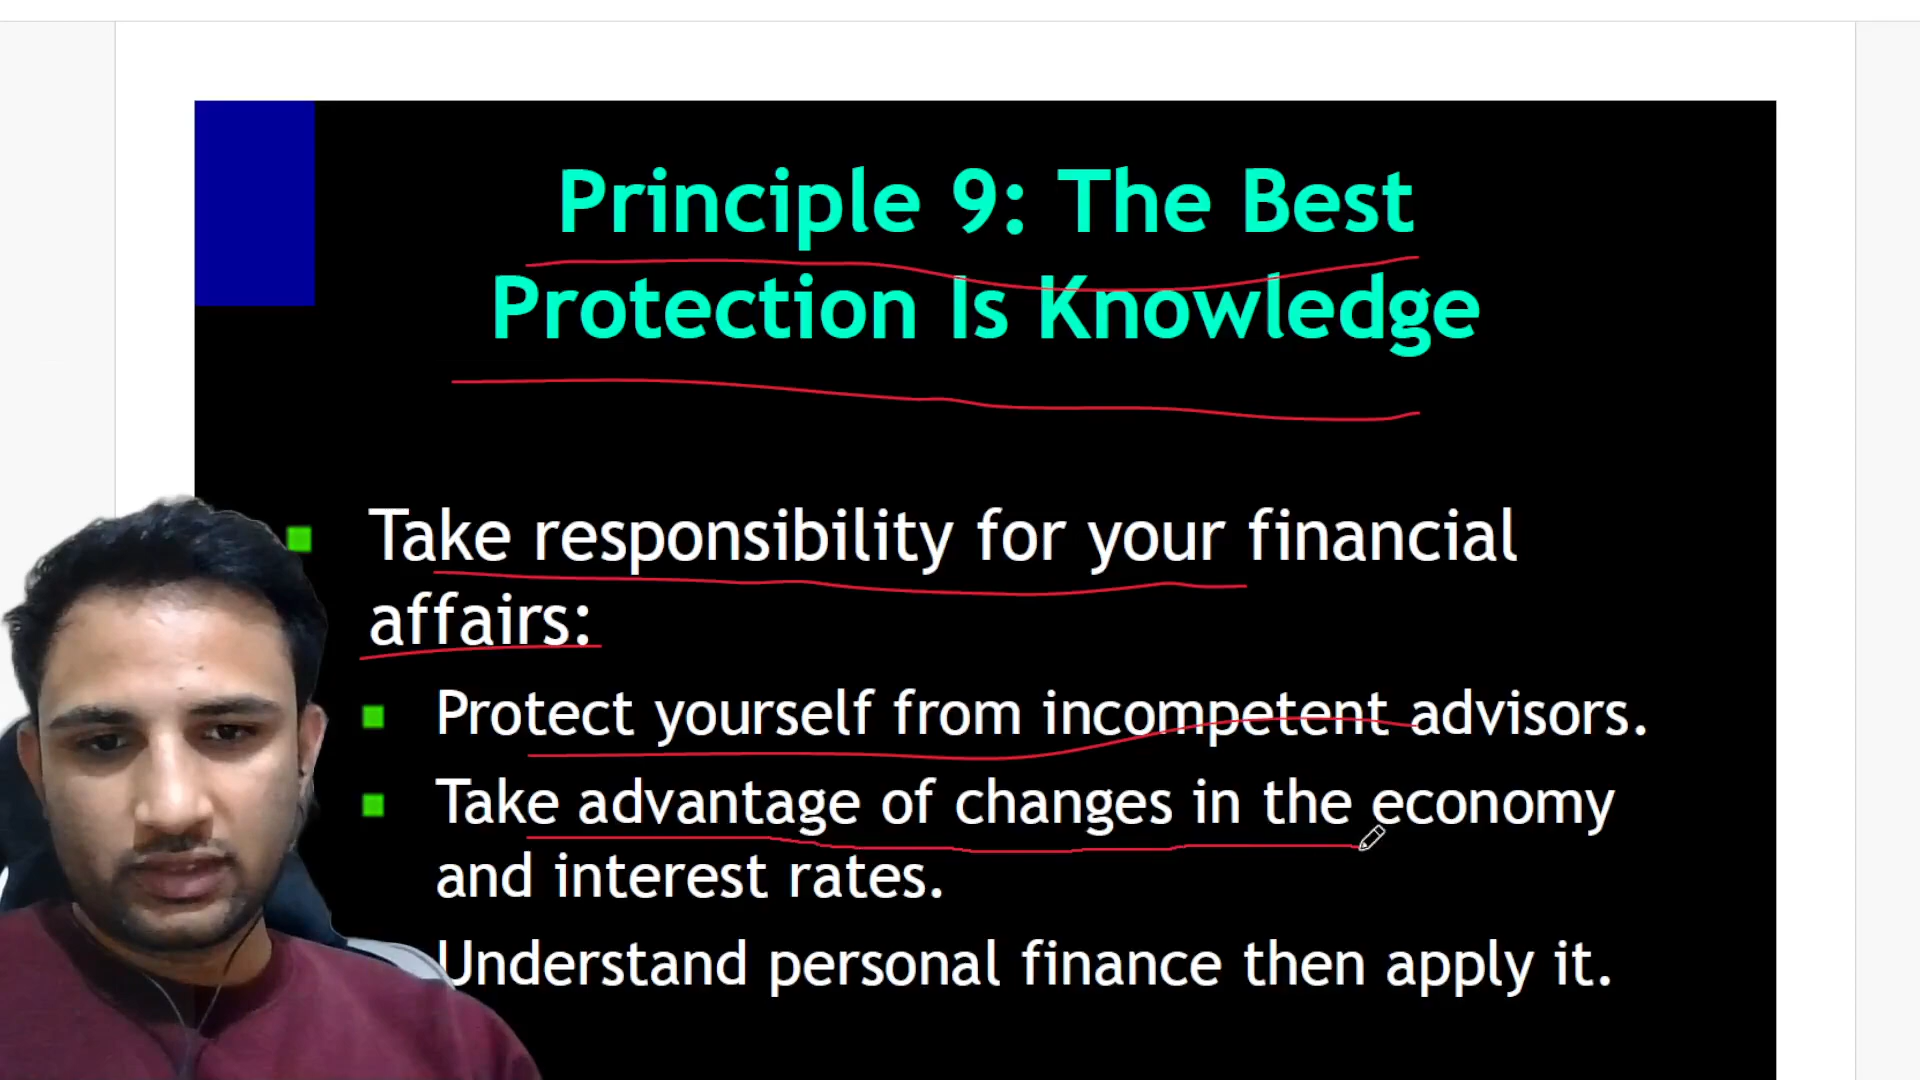 Principle 9: The Best
Protection Is Knowledge
Take responsibility for your financial
affairs:
Protect yourself from incompetent advisors.
Take advantage of changes in the economy
and interest rates.
Understand personal finance then apply it.